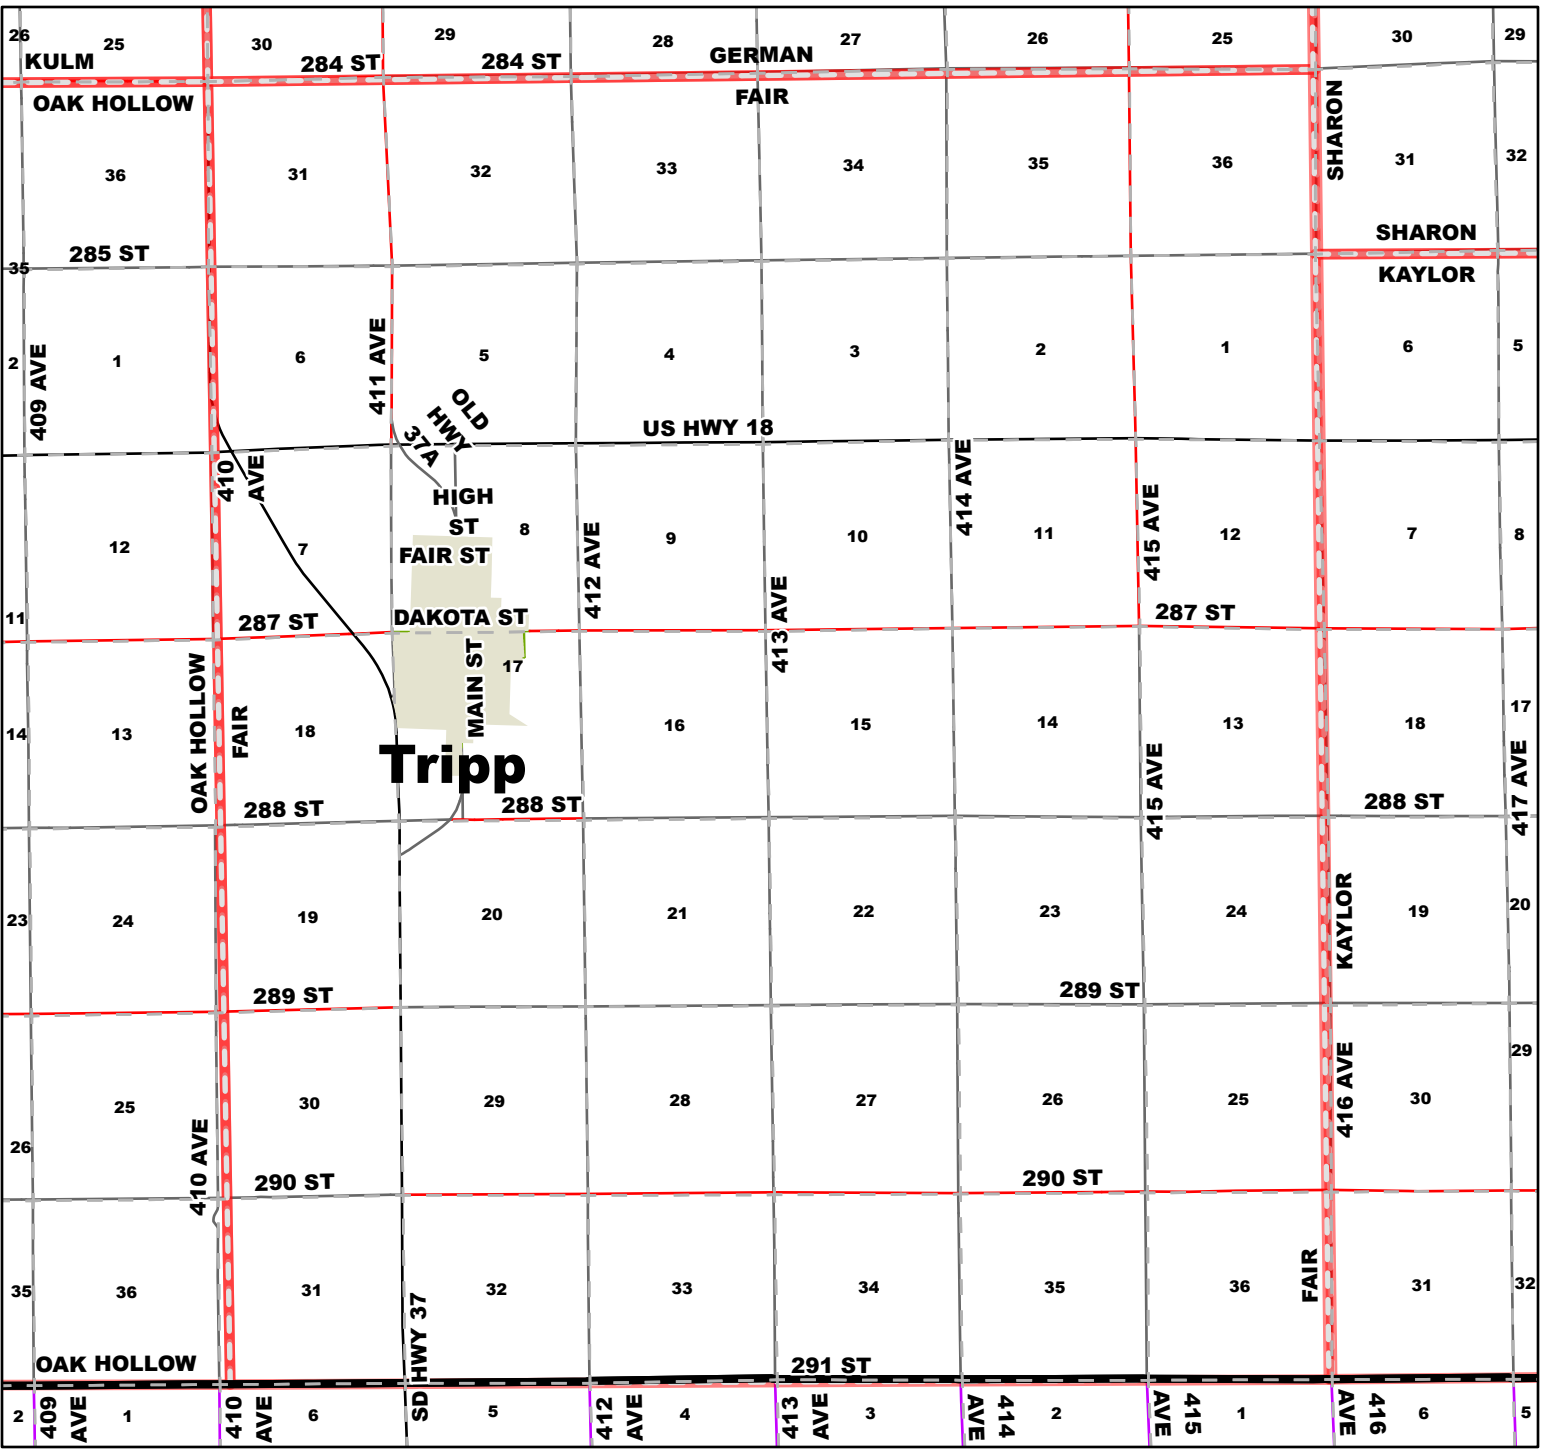 26 25 30 29 28 27 26 25 30 29
KULM 284 ST 284 ST GERMAN
OAK HOLLOW FAIR
SHARON
36 31 32 33 34 35 36 31 32
SHARON
285 ST
35
KAYLOR
409 AVE
411 AVE
2 1 6 5 4 3 2 1 6 5
OLD
HWY
37A
US HWY 18
410
AVE
414 AVE
HIGH
ST
415 AVE
412 AVE
12 7 8 9 10 11 12 7 8
FAIR ST
413 AVE
11 287 ST DAKOTA ST 287 ST
MAIN ST
17
OAK HOLLOW
FAIR
14 13 18 16 15 14 13 18 17
Tripp
415 AVE
417 AVE
288 ST 288 ST 288 ST
23 24 19 20 21 22 23 24 19 20
KAYLOR
289 ST 289 ST
416 AVE
29
25 30 29 28 27 26 25 30
26
410 AVE
290 ST 290 ST
FAIR
35 36 31 32 33 34 35 36 31 32
SD HWY 37
OAK HOLLOW 291 ST
2 1 6 5 4 3 2 1 6 5
409
AVE
410
AVE
412
AVE
413
AVE
414
AVE
415
AVE
416
AVE